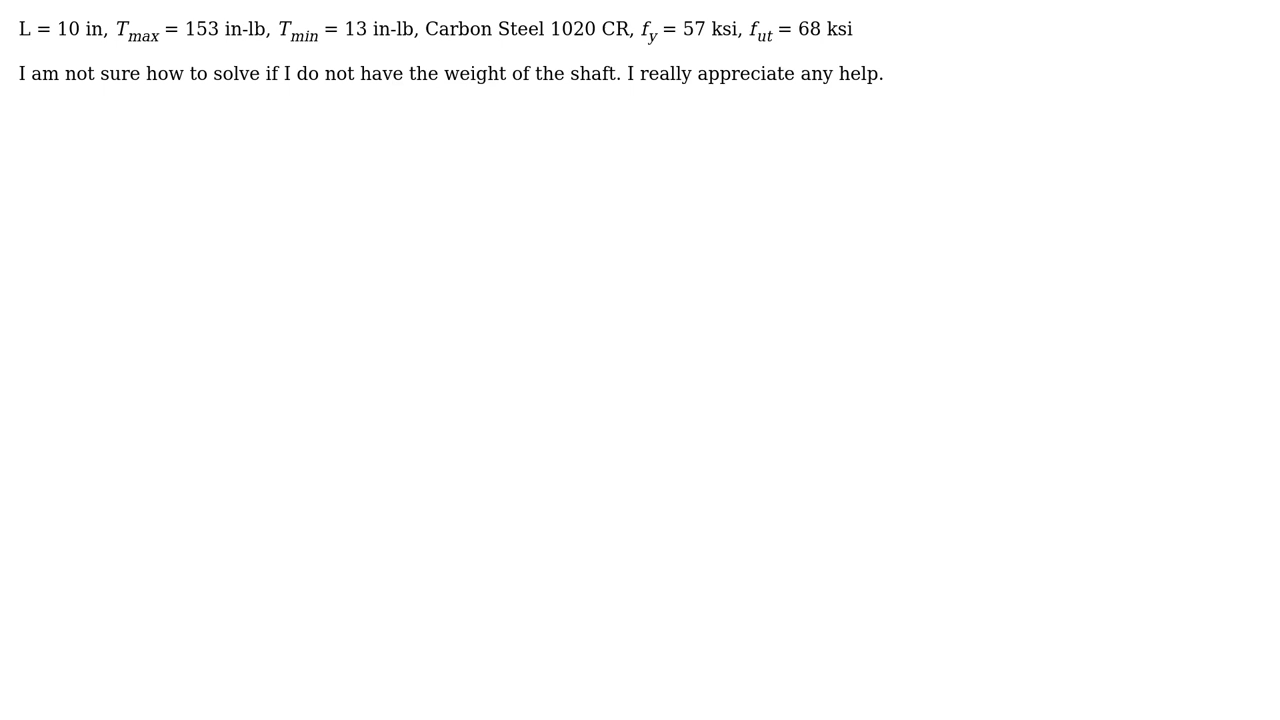 L = 10 in, T_max = 153 in-lb, T_min = 13 in-lb, Carbon Steel 1020 CR, f_y = 57 ksi, f_ut = 68 ksi
I am not sure how to solve if I do not have the weight of the shaft. I really appreciate any help.